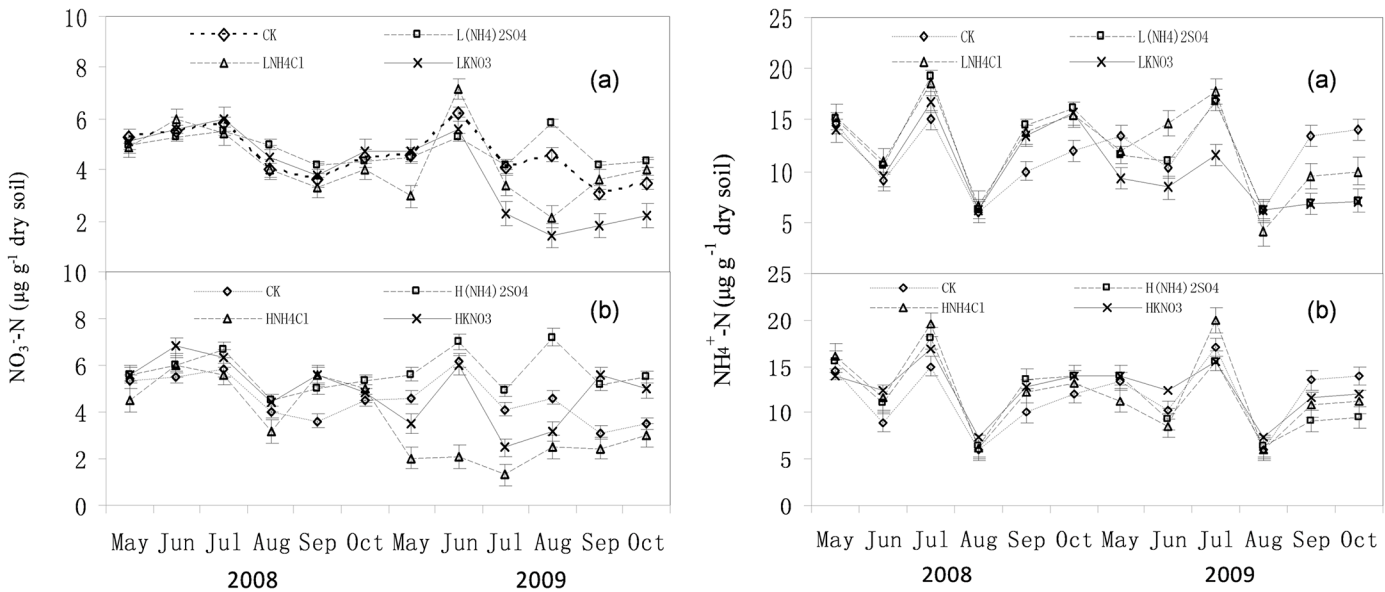 10
8
6
4
2
NO3⁻-N (µg g⁻¹ dry soil)
CK
L(NH4)2SO4
LNH4Cl
LKNO3
(a)
10
8
6
4
2
0
CK
H(NH4)2SO4
HNH4Cl
HKNO3
(b)
May Jun Jul Aug Sep Oct May Jun Jul Aug Sep Oct
2008
2009
25
20
15
10
5
NH4⁺-N (µg g⁻¹ dry soil)
CK
L(NH4)2SO4
LNH4Cl
LKNO3
(a)
25
20
15
10
5
0
CK
H(NH4)2SO4
HNH4Cl
HKNO3
(b)
May Jun Jul Aug Sep Oct May Jun Jul Aug Sep Oct
2008
2009